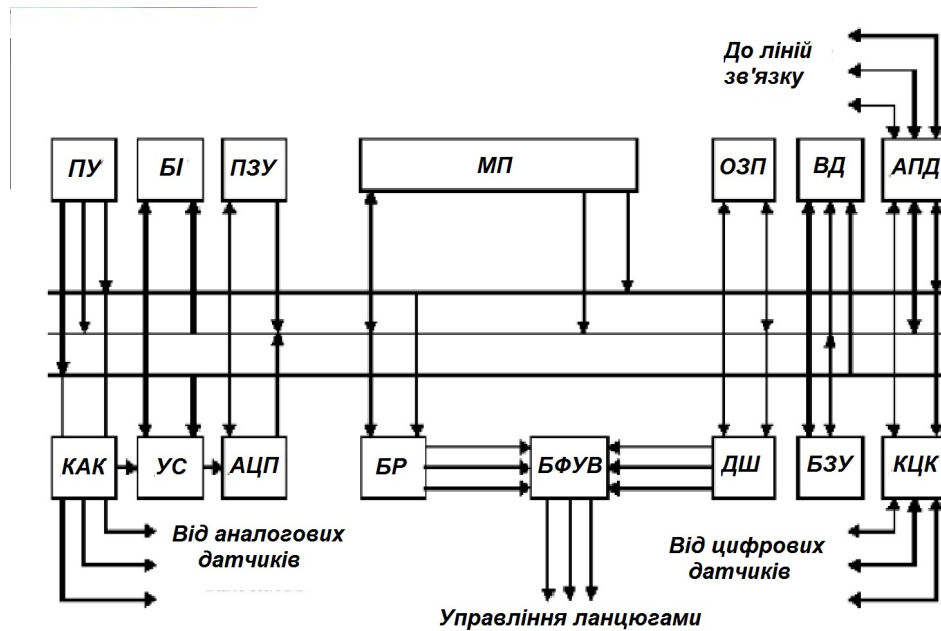 До ліній
зв'язку
ПУ
БІ
ПЗУ
МП
ОЗП
ВД
АПД
КАК
УС
АЦП
БР
БФУВ
ДШ
БЗУ
КЦК
Від аналогових
датчиків
Від цифрових
датчиків
Управління ланцюгами